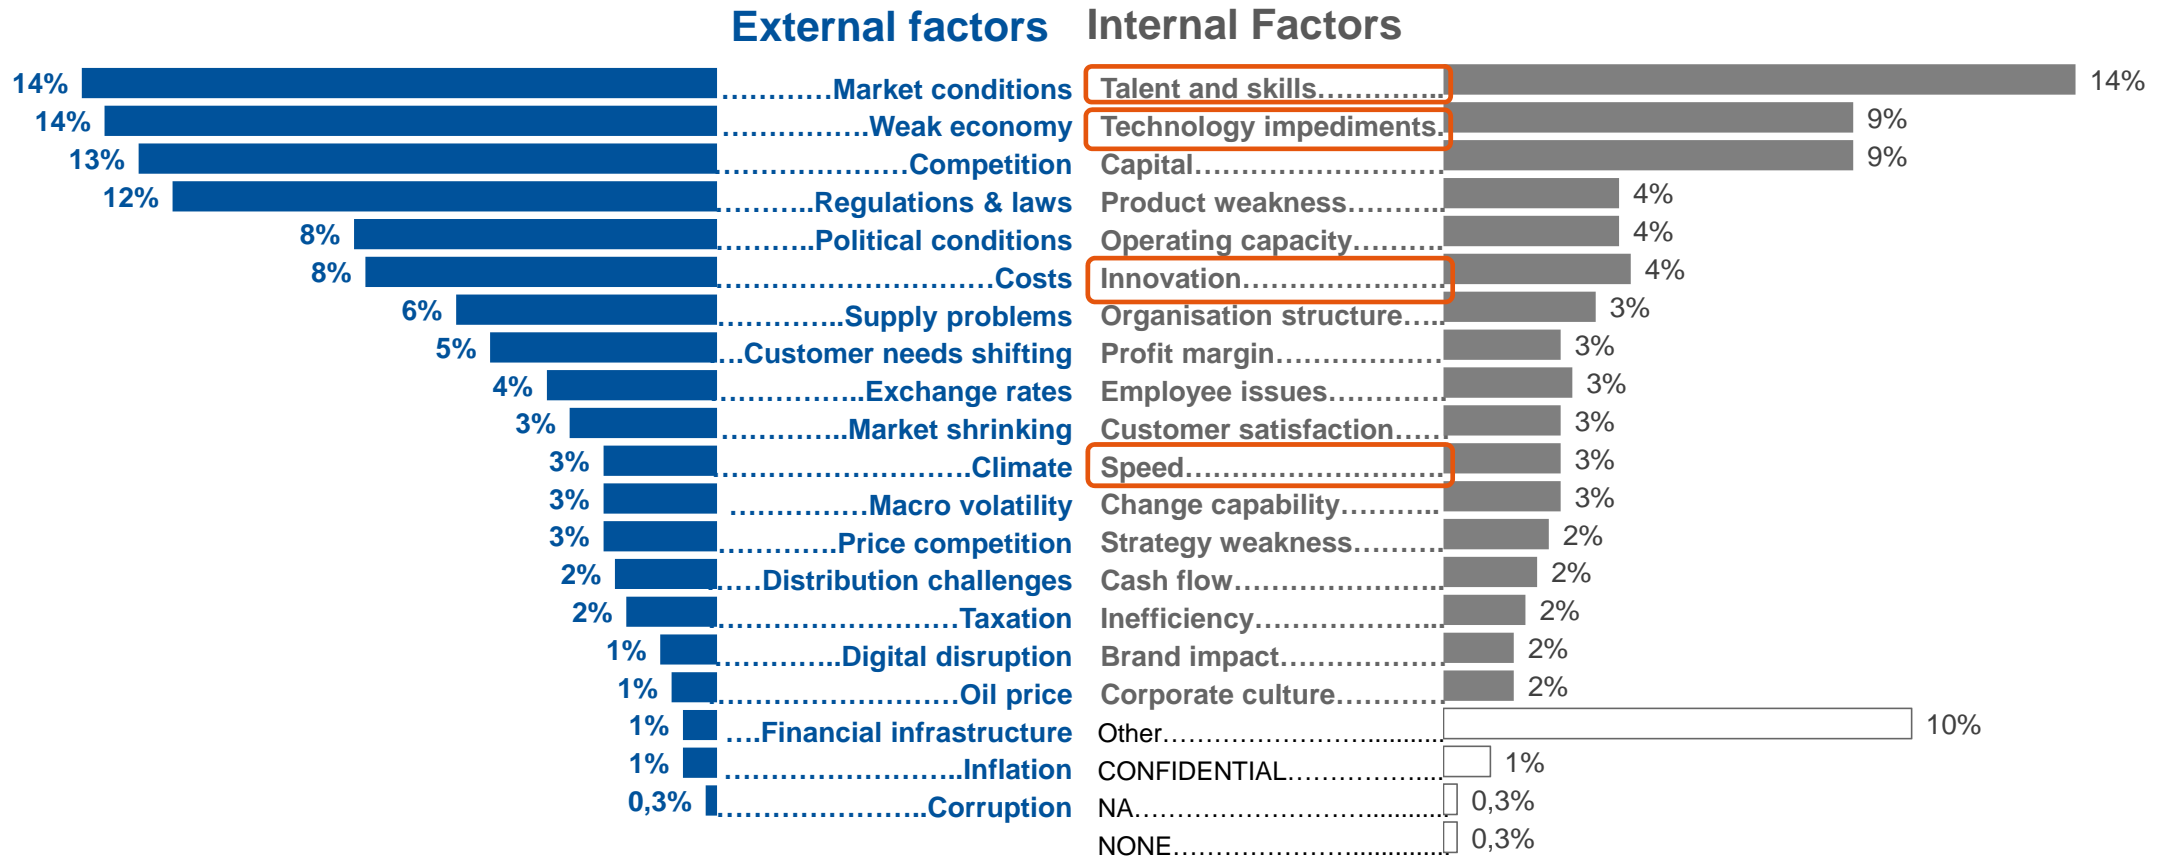 External factors Internal Factors
14% …………Market conditions Talent and skills………….. 14%
14% …………….Weak economy Technology impediments. 9%
13% …………………Competition Capital……………………. 9%
12% ………..Regulations & laws Product weakness………. 4%
8% ………..Political conditions Operating capacity………. 4%
8% ……………………….Costs Innovation………………… 4%
6% …………..Supply problems Organisation structure….. 3%
5% ….Customer needs shifting Profit margin……………… 3%
4% ……………..Exchange rates Employee issues…………. 3%
3% …………..Market shrinking Customer satisfaction…… 3%
3% …………………….Climate Speed……………………… 3%
3% ……………Macro volatility Change capability……….. 3%
3% ………….Price competition Strategy weakness………. 2%
2% …..Distribution challenges Cash flow…………………. 2%
2% …………………….Taxation Inefficiency……………….. 2%
1% …………..Digital disruption Brand impact…………….. 2%
1% …………………….Oil price Corporate culture……….. 2%
1% ….Financial infrastructure Other…………………........... 10%
1% ……………………..Inflation CONFIDENTIAL……………... 1%
0,3% …………………..Corruption NA……………………............ 0,3%
NONE…………………............. 0,3%